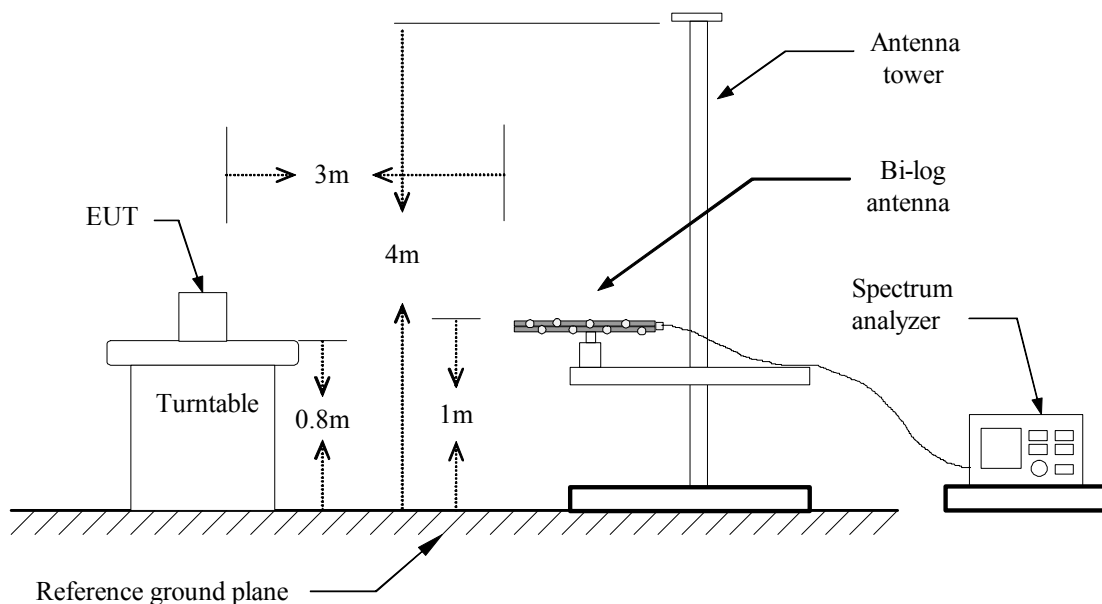 Antenna
tower
3m
Bi-log
antenna
EUT
4m
Spectrum
analyzer
Turntable
0.8m
1m
Reference ground plane